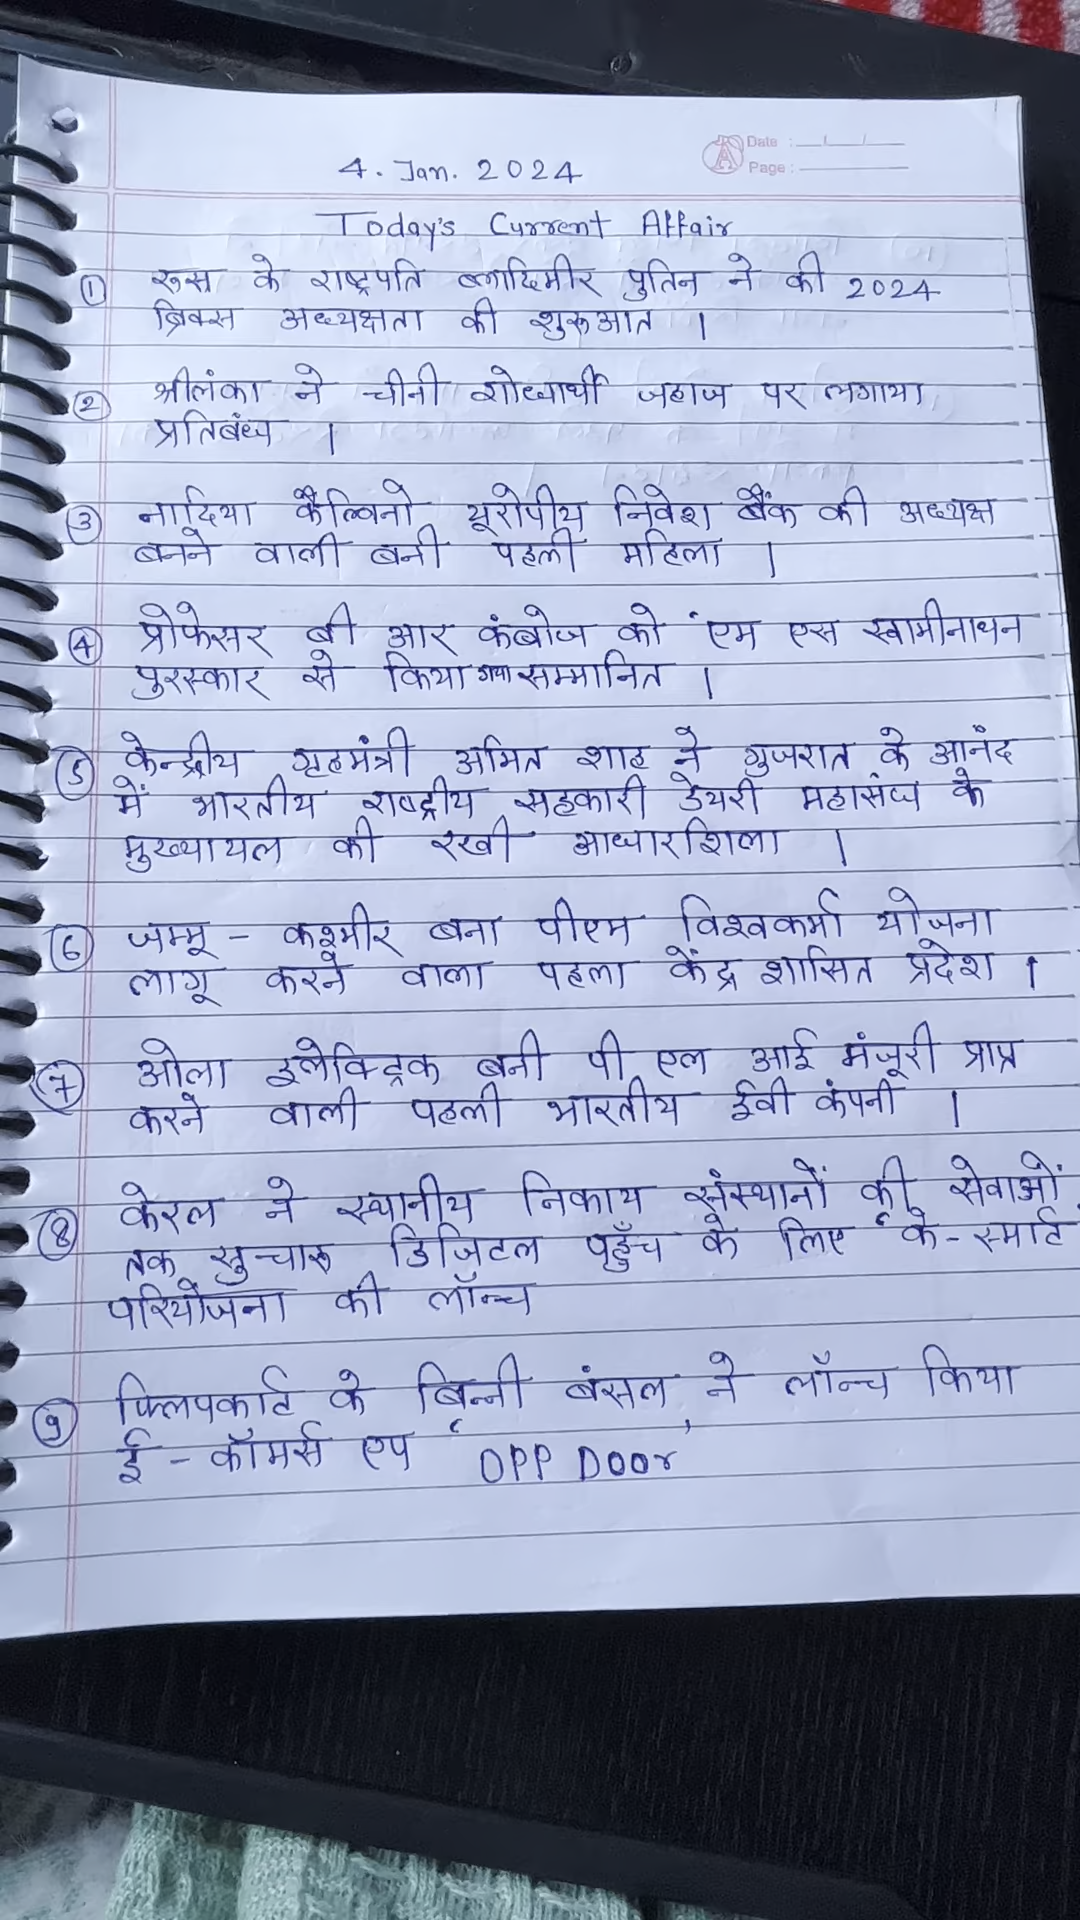 Date :
Page :
4. Jan. 2024
Today's Current Affair
① रूस के राष्ट्रपति ब्लादिमीर पुतिन ने की 2024
ब्रिक्स अध्यक्षता की शुरूआत ।
② श्रीलंका ने चीनी शोध्यार्थी जहाज पर लगाया
प्रतिबंध ।
③ नादिया कैल्विनो यूरोपीय निवेश बैंक की अध्यक्ष
बनने वाली बनी पहली महिला ।
④ प्रोफेसर बी आर कंबोज को एम एस स्वामीनाथन
पुरस्कार से किया गया सम्मानित ।
⑤ केन्द्रीय गृहमंत्री अमित शाह ने गुजरात के आनंद
में भारतीय राष्ट्रीय सहकारी डेयरी महासंघ के
मुख्यायल की रखी आधारशिला ।
⑥ जम्मू - कश्मीर बना पीएम विश्वकर्मा योजना
लागू करने वाला पहला केंद्र शासित प्रदेश ।
⑦ ओला इलेक्ट्रिक बनी पी एल आई मंजूरी प्राप्त
करने वाली पहली भारतीय ईवी कंपनी ।
⑧ केरल ने स्थानीय निकाय संस्थानों की सेवाओं
तक सुचारू डिजिटल पहुँच के लिए 'के-स्मार्ट'
परियोजना की लॉन्च
⑨ फ्लिपकार्ट के बिन्नी बंसल ने लॉन्च किया
ई - कॉमर्स एप 'OPP Door'